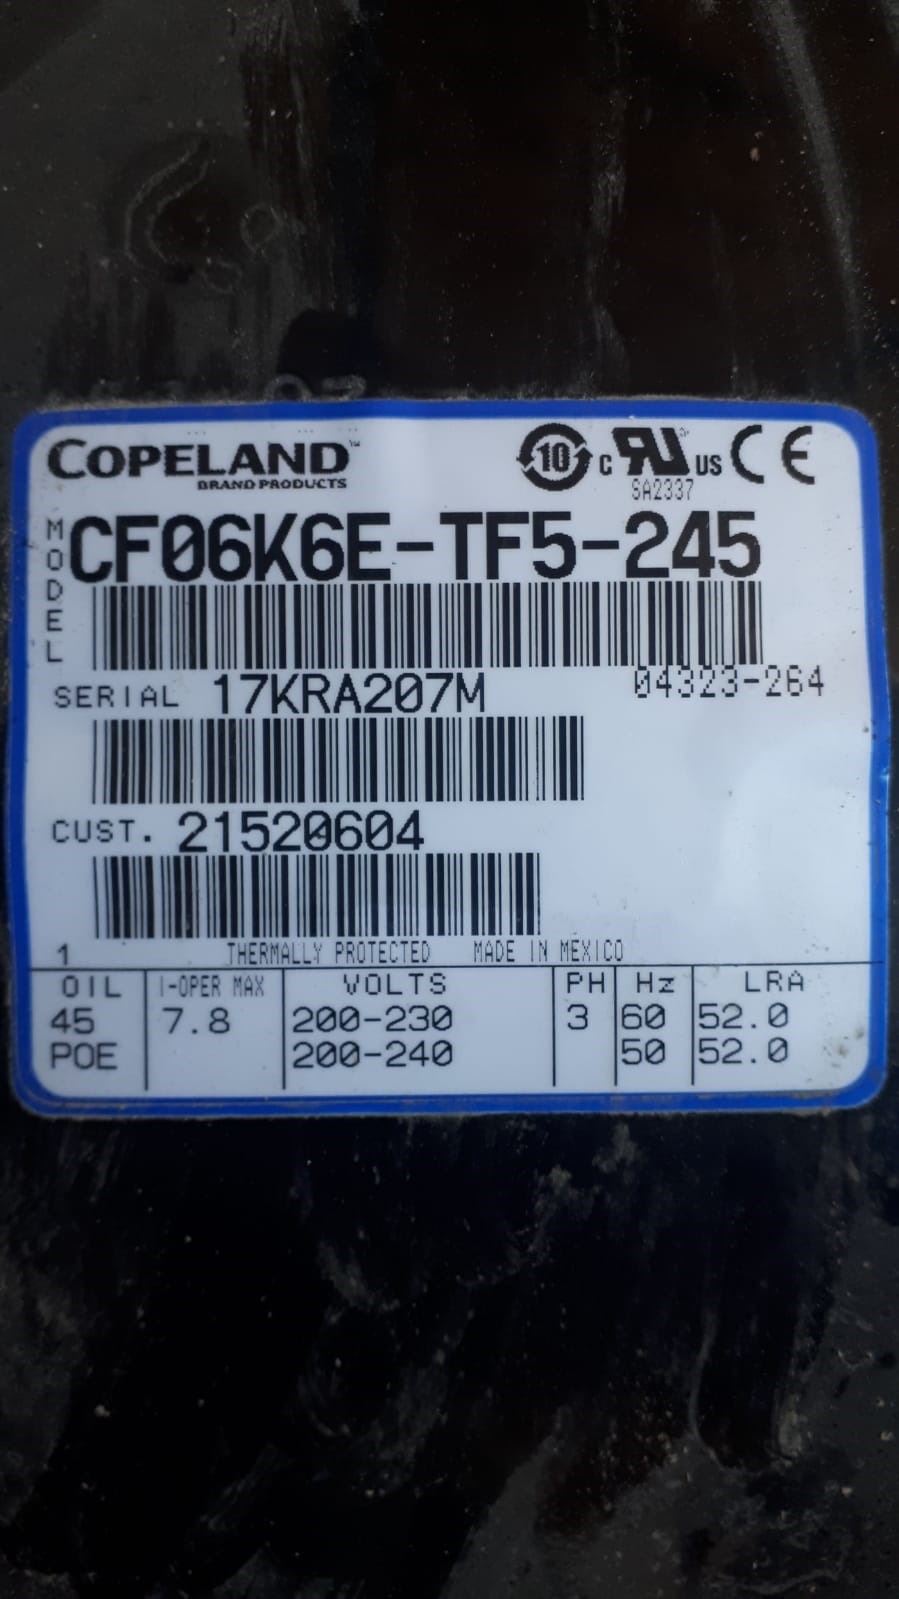 COPELAND™
BRAND PRODUCTS
10
c RU US CE
SA2337
MODEL CF06K6E-TF5-245
04323-264
SERIAL 17KRA207M
CUST. 21520604
1 THERMALLY PROTECTED MADE IN MEXICO
OIL I-OPER MAX VOLTS PH Hz LRA
45 7.8 200-230 3 60 52.0
POE 200-240 50 52.0